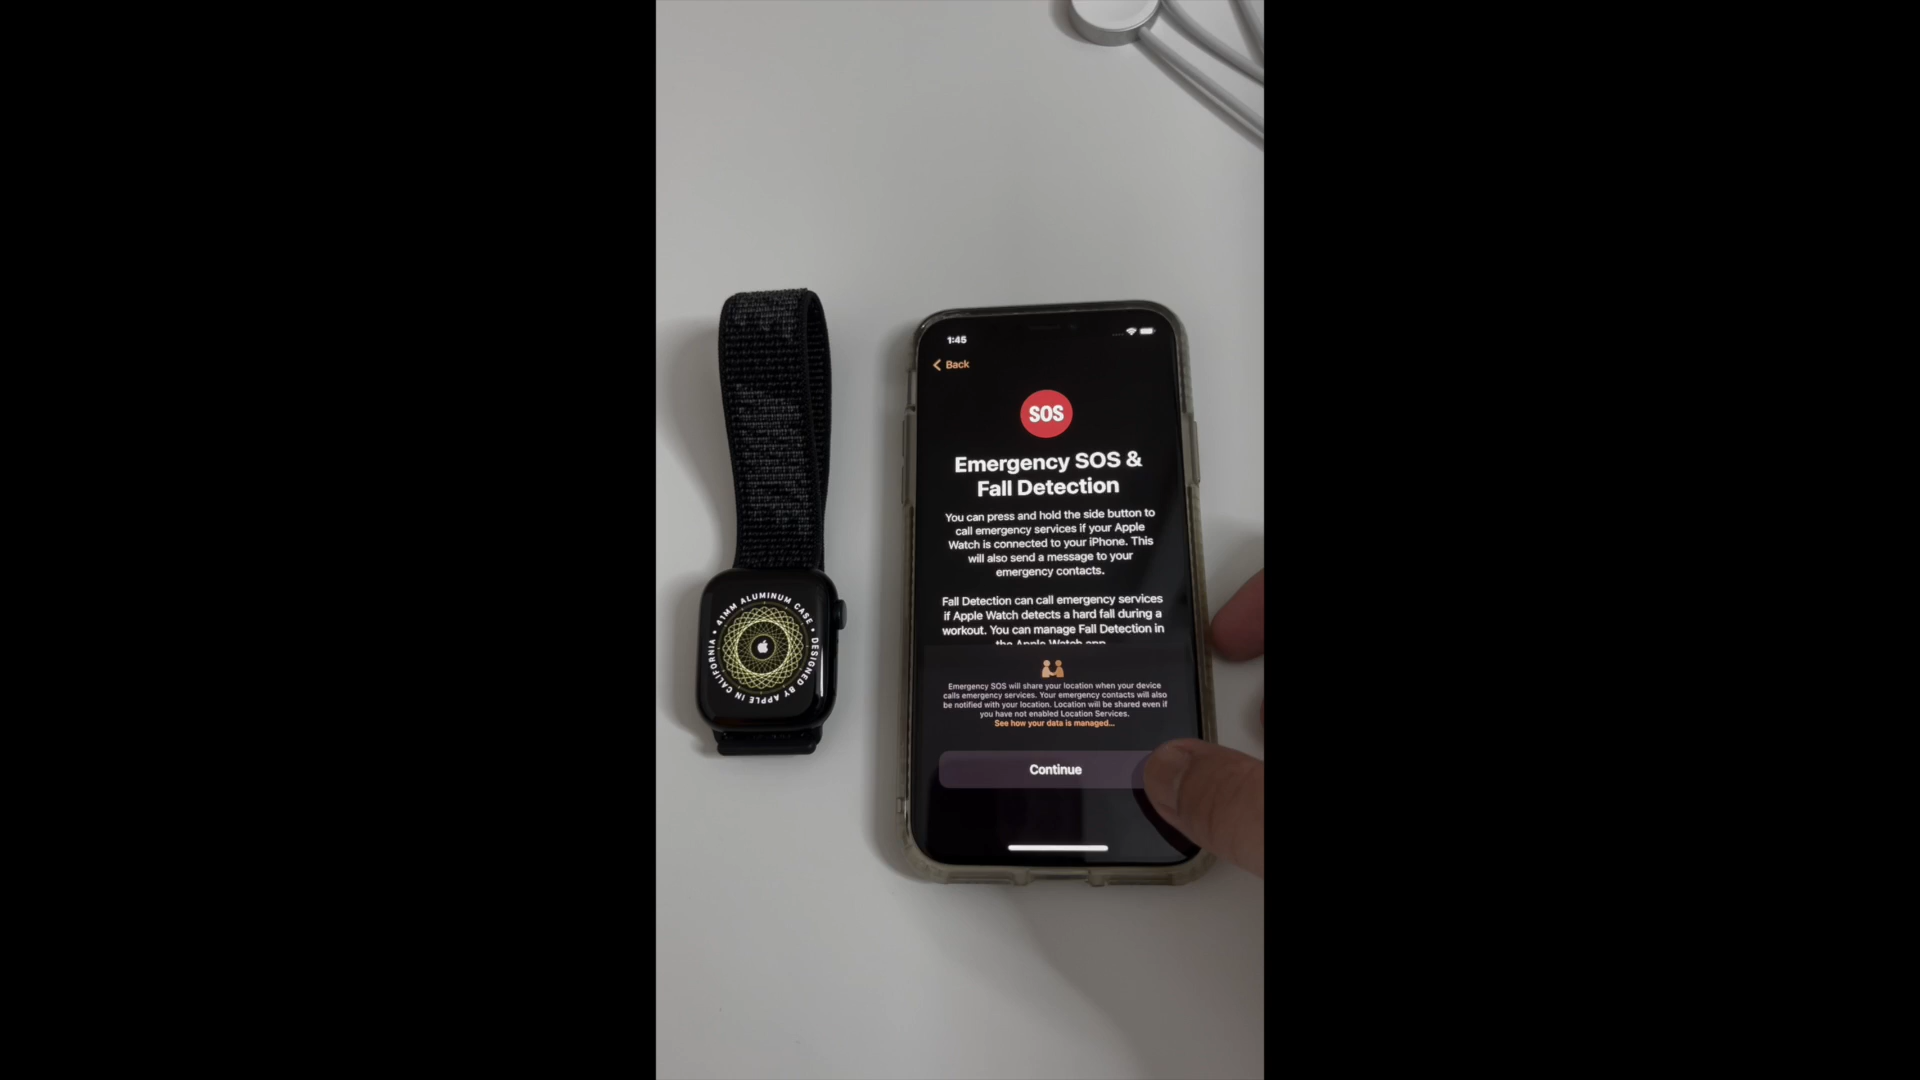 41MM ALUMINUM CASE • DESIGNED BY APPLE IN CALIFORNIA •
1:45
Back
SOS
Emergency SOS &
Fall Detection
You can press and hold the side button to
call emergency services if your Apple
Watch is connected to your iPhone. This
will also send a message to your
emergency contacts.
Fall Detection can call emergency services
if Apple Watch detects a hard fall during a
workout. You can manage Fall Detection in
the Apple Watch app.
Emergency SOS will share your location when your device
calls emergency services. Your emergency contacts will also
be notified with your location. Location will be shared even if
you have not enabled Location Services.
See how your data is managed...
Continue